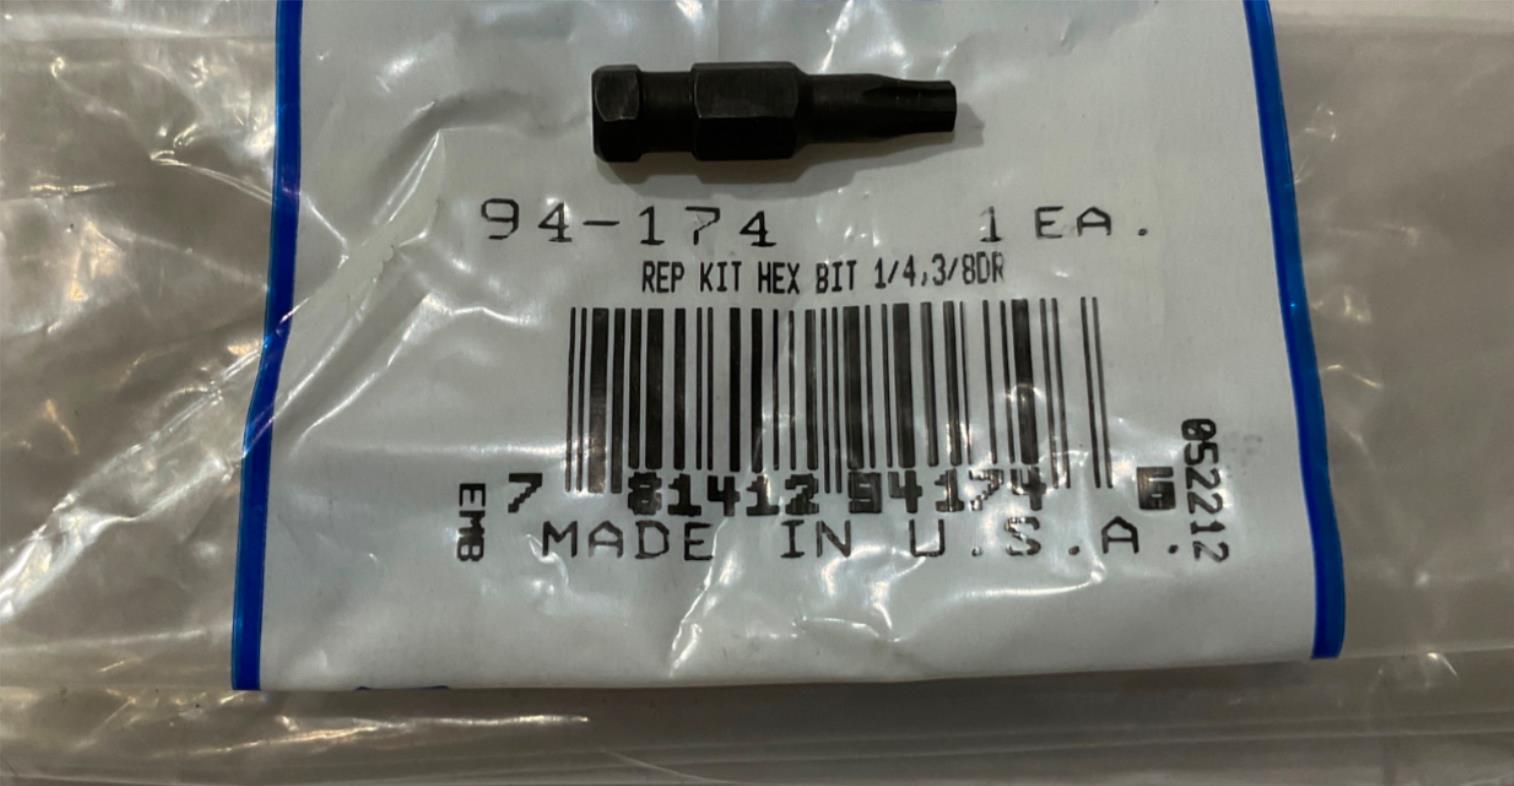 94-174 1 EA.
REP KIT HEX BIT 1/4,3/8DR
7 81412 94174 6
MADE IN U.S.A.
EMB
0522212